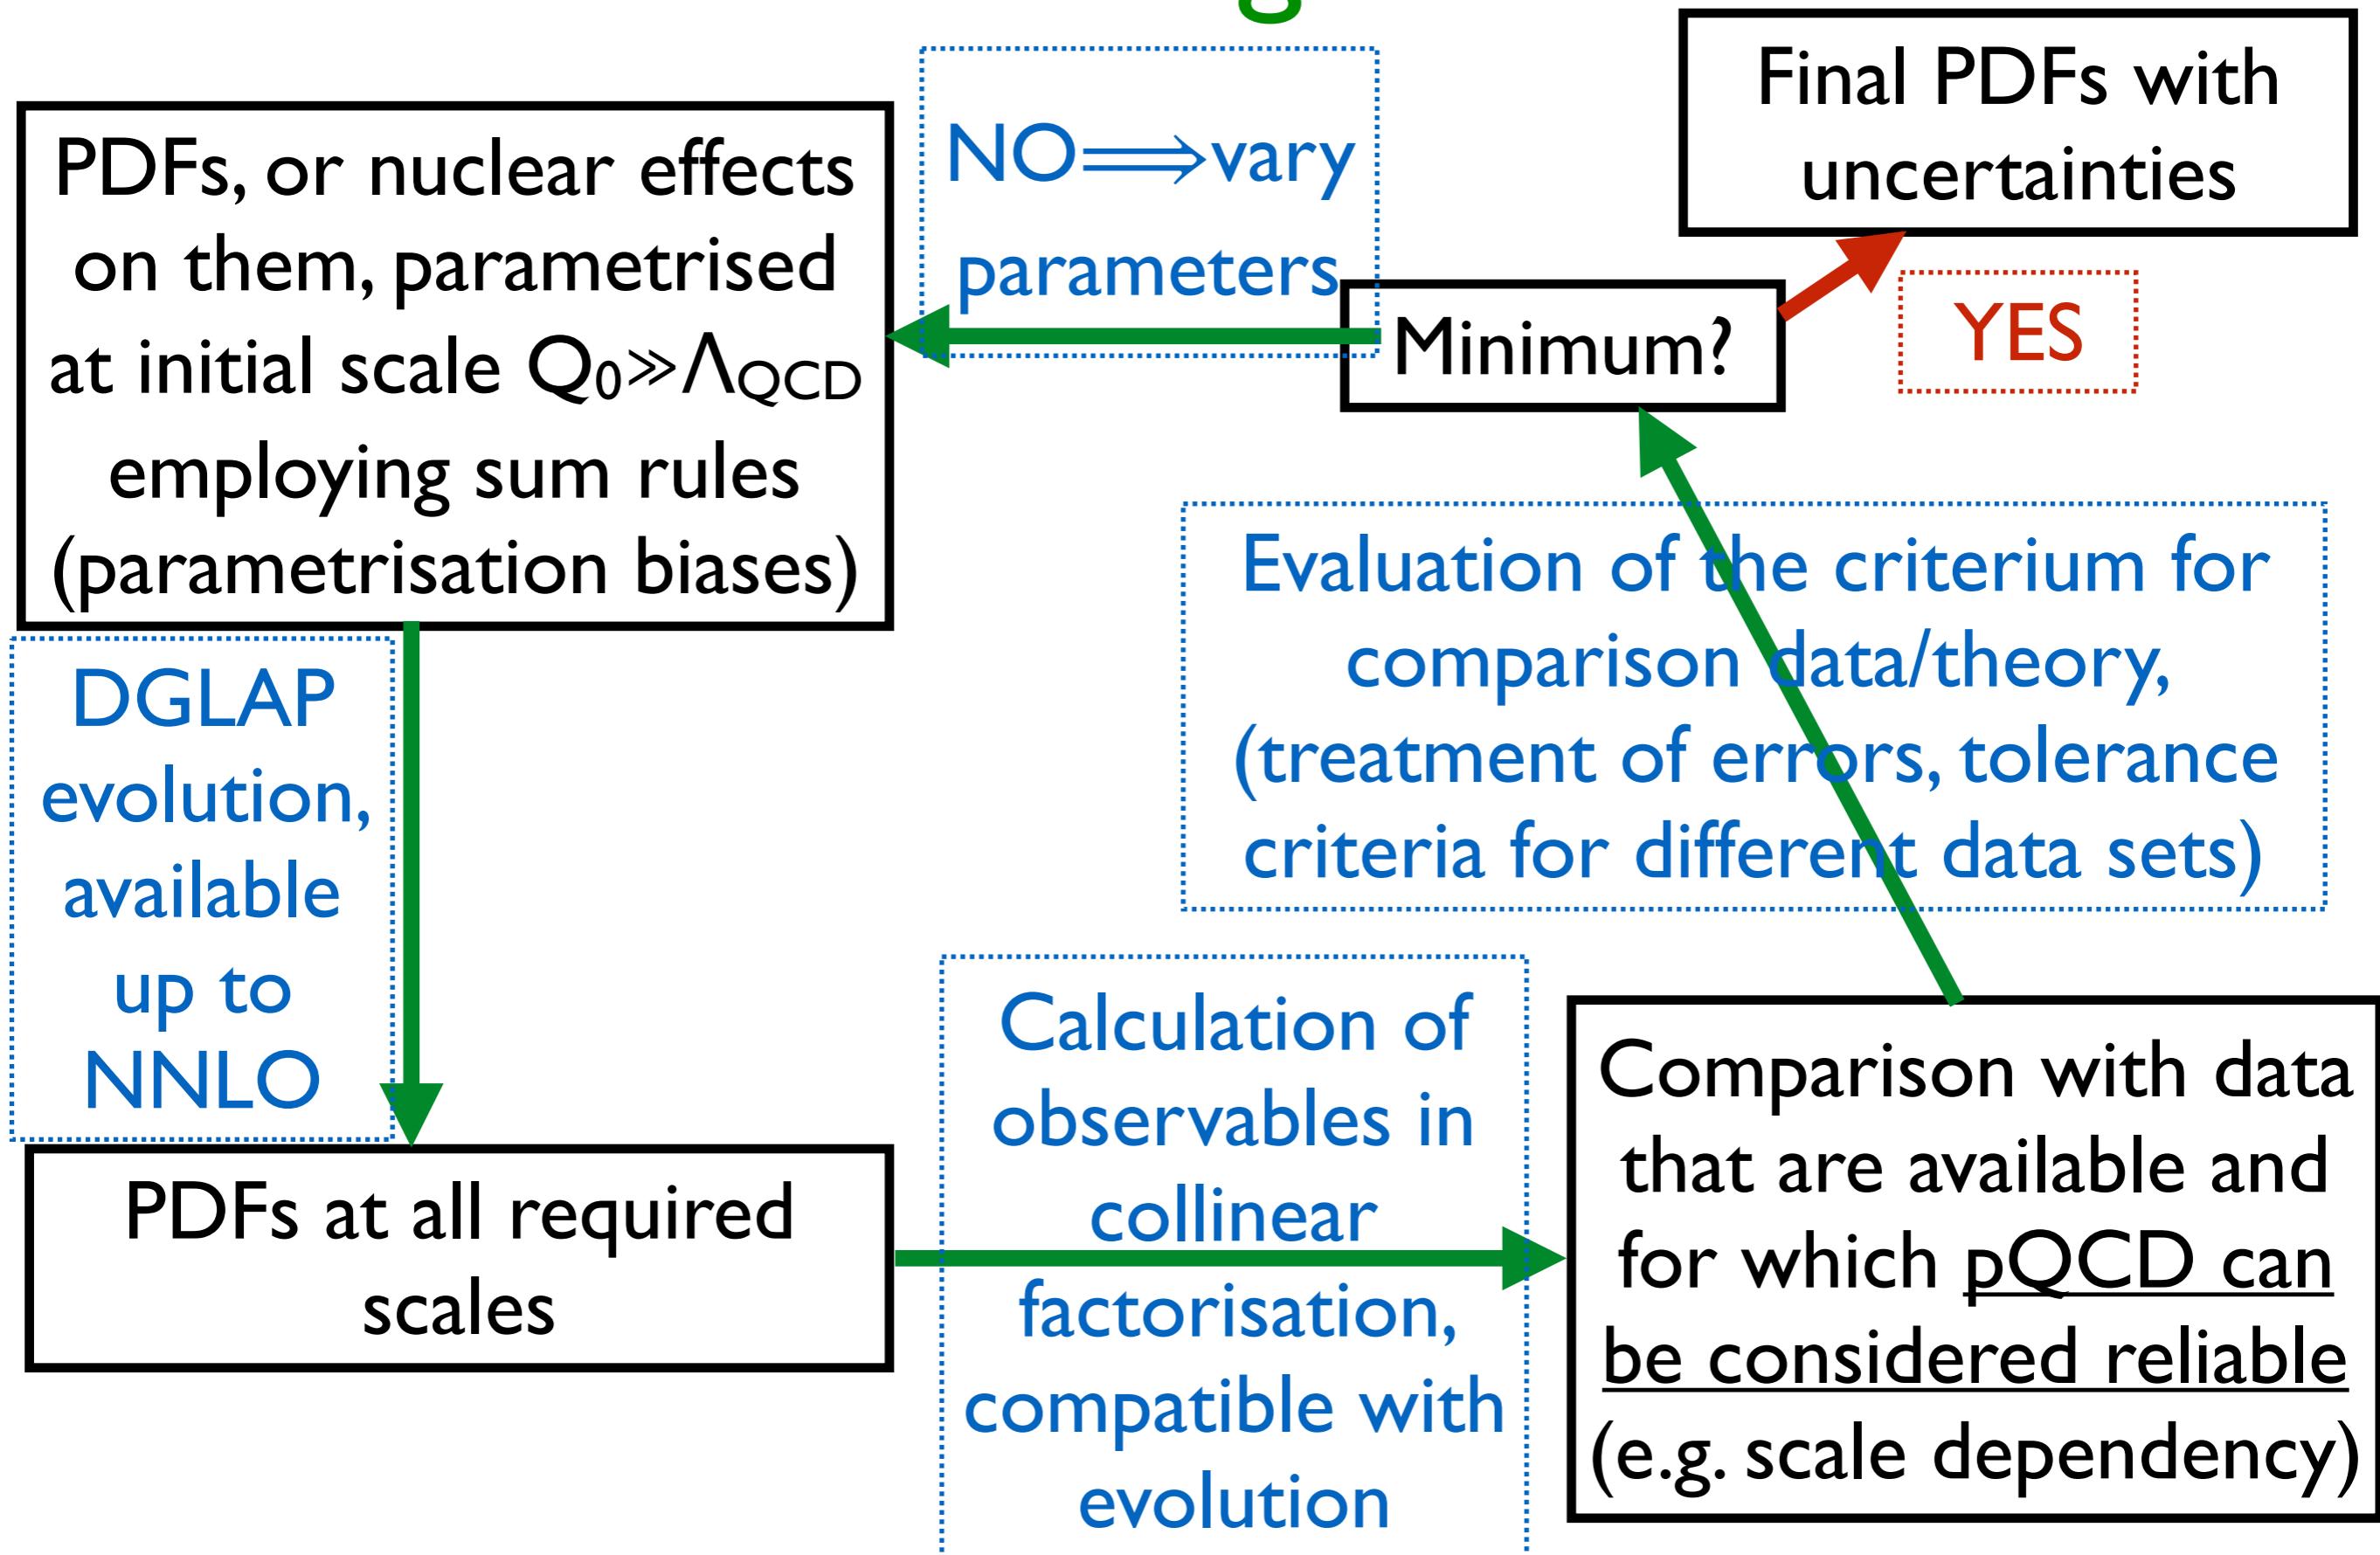 PDFs, or nuclear effects
on them, parametrised
at initial scale Q₀≫Λ_QCD
employing sum rules
(parametrisation biases)
NO⟹vary
parameters
Minimum?
Final PDFs with
uncertainties
YES
Evaluation of the criterium for
comparison data/theory,
(treatment of errors, tolerance
criteria for different data sets)
DGLAP
evolution,
available
up to
NNLO
PDFs at all required
scales
Calculation of
observables in
collinear
factorisation,
compatible with
evolution
Comparison with data
that are available and
for which pQCD can
be considered reliable
(e.g. scale dependency)